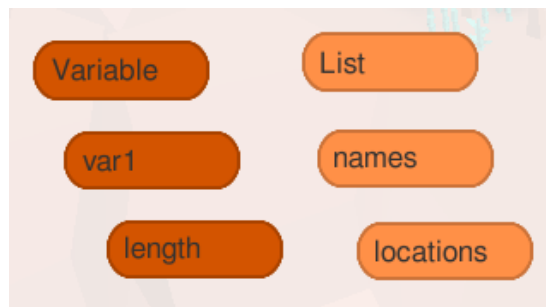 Variable
List
var1
names
length
locations